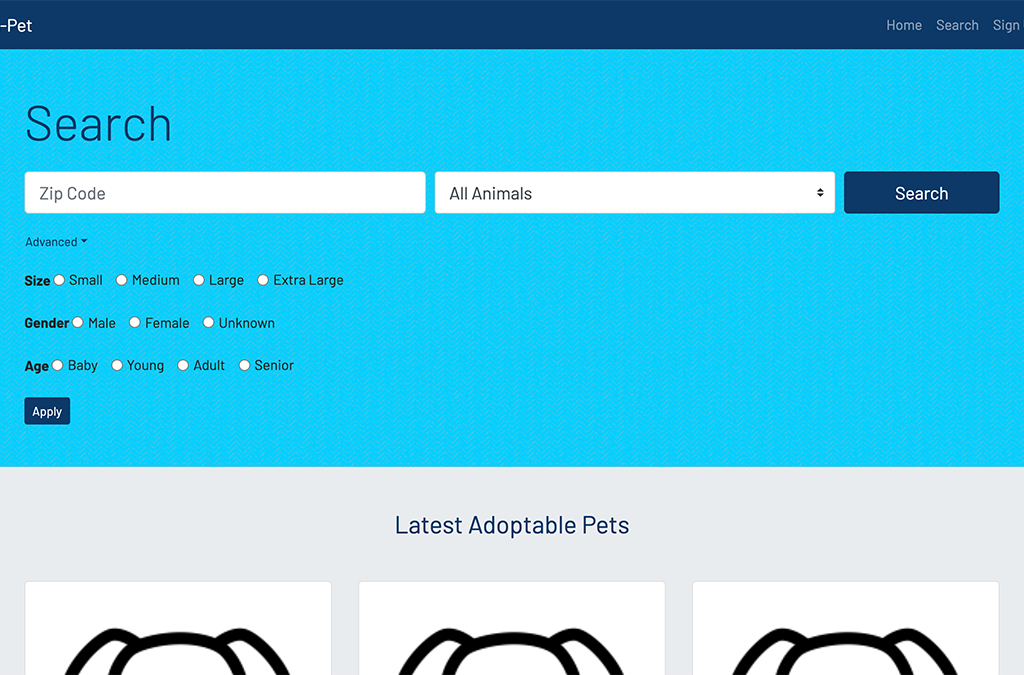 -Pet Home Search Sign
Search
Zip Code All Animals Search
Advanced
Size Small Medium Large Extra Large
Gender Male Female Unknown
Age Baby Young Adult Senior
Apply
Latest Adoptable Pets